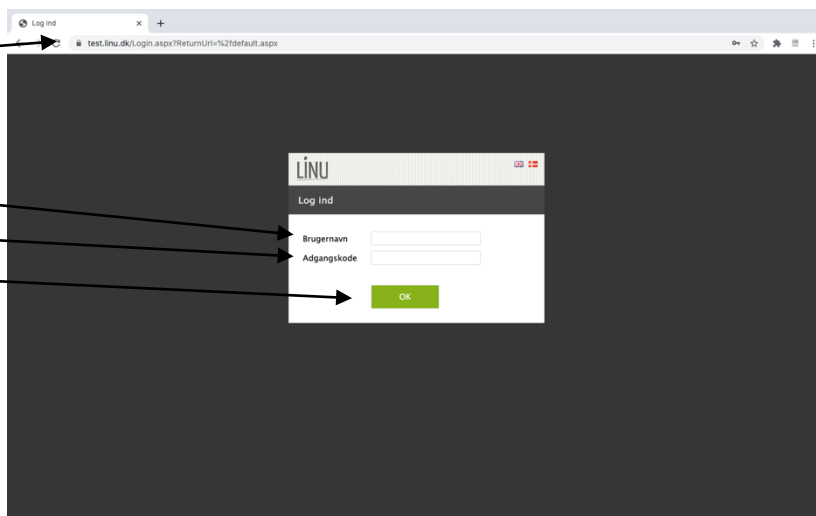 Log ind
test.linu.dk/Login.aspx?ReturnUrl=%2fdefault.aspx
LINU
Log ind
Brugernavn
Adgangskode
OK